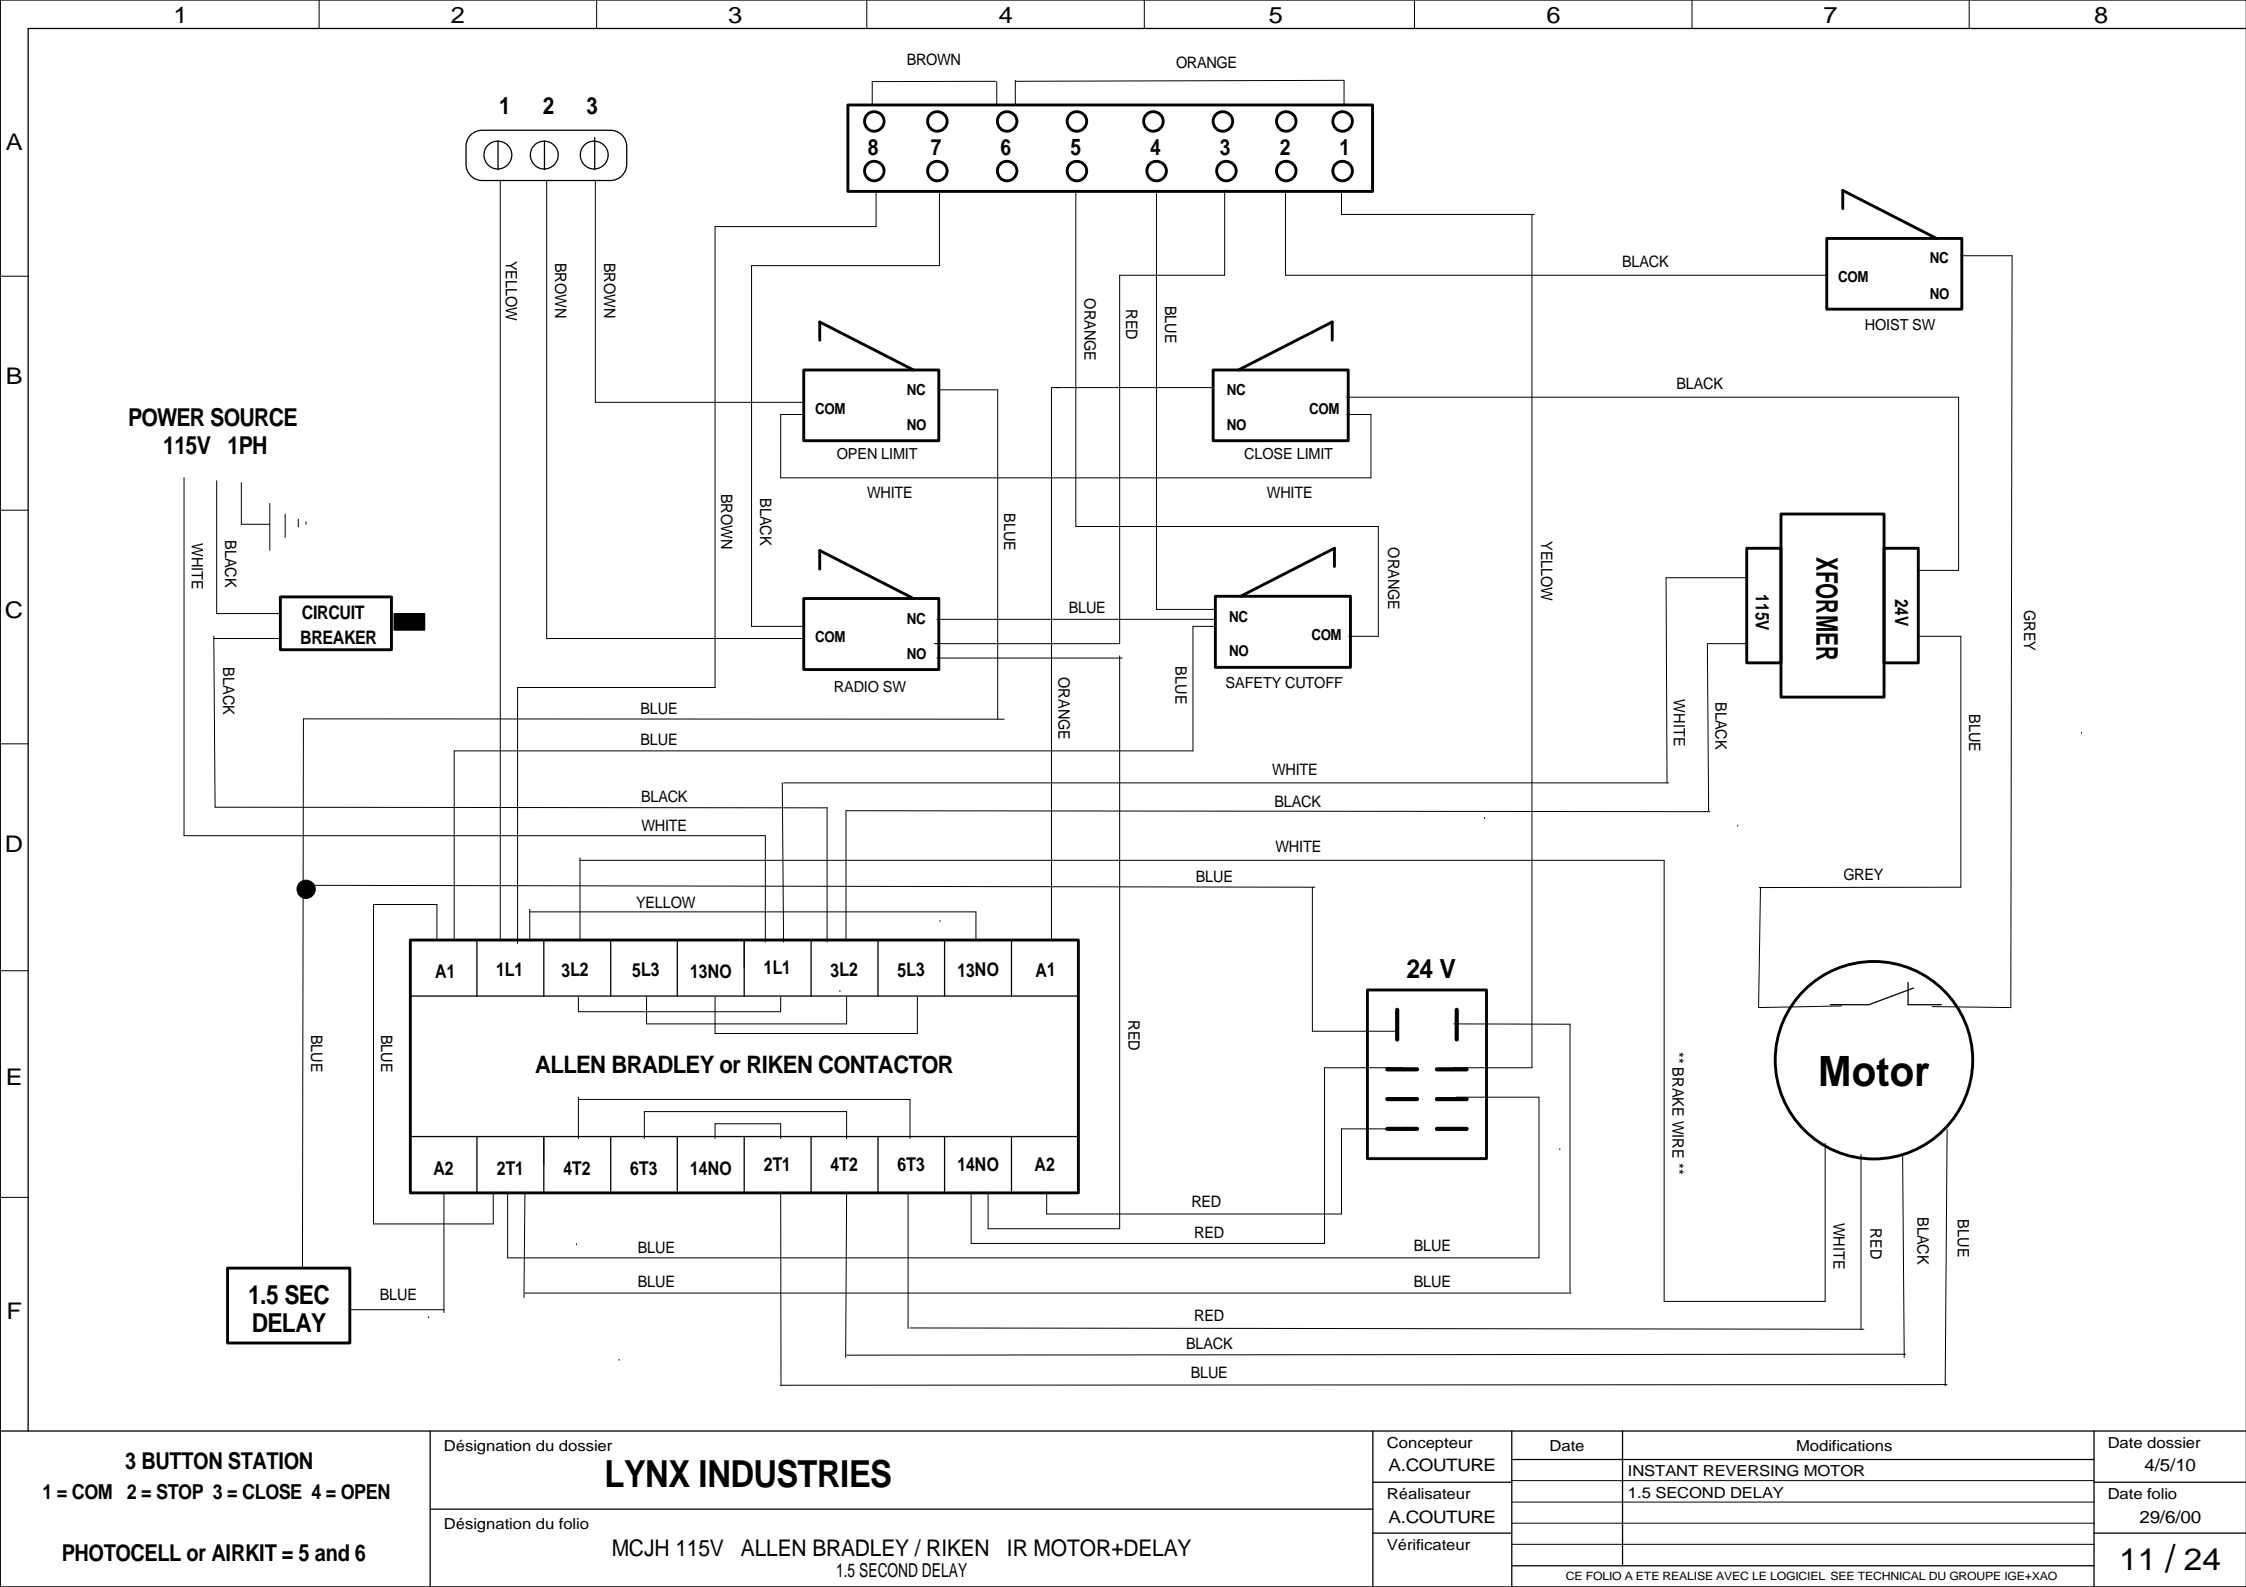 1 2 3 4 5 6 7 8
A
B
C
D
E
F
BROWN
ORANGE
1 2 3
8 7 6 5 4 3 2 1
YELLOW
BROWN
BROWN
ORANGE
RED
BLUE
BLACK
COM
NC
NO
HOIST SW
COM
NC
NO
OPEN LIMIT
NC
NO
COM
CLOSE LIMIT
BLACK
WHITE
WHITE
POWER SOURCE
115V 1PH
WHITE
BLACK
CIRCUIT
BREAKER
BLACK
BROWN
BLACK
BLUE
COM
NC
NO
RADIO SW
BLUE
NC
NO
COM
SAFETY CUTOFF
ORANGE
YELLOW
115V
XFORMER
24V
GREY
BLUE
BLUE
ORANGE
BLUE
WHITE
BLACK
BLUE
WHITE
BLACK
BLACK
WHITE
WHITE
BLUE
GREY
YELLOW
A1 1L1 3L2 5L3 13NO 1L1 3L2 5L3 13NO A1
ALLEN BRADLEY or RIKEN CONTACTOR
A2 2T1 4T2 6T3 14NO 2T1 4T2 6T3 14NO A2
BLUE
BLUE
RED
24 V
** BRAKE WIRE **
Motor
WHITE
RED
BLACK
BLUE
RED
RED
BLUE
BLUE
BLUE
BLUE
1.5 SEC
DELAY
BLUE
RED
BLACK
BLUE
3 BUTTON STATION
1 = COM 2 = STOP 3 = CLOSE 4 = OPEN
PHOTOCELL or AIRKIT = 5 and 6
Désignation du dossier
LYNX INDUSTRIES
Désignation du folio
MCJH 115V ALLEN BRADLEY / RIKEN IR MOTOR+DELAY
1.5 SECOND DELAY
Concepteur
A.COUTURE
Réalisateur
A.COUTURE
Vérificateur
Date
Modifications
INSTANT REVERSING MOTOR
1.5 SECOND DELAY
CE FOLIO A ETE REALISE AVEC LE LOGICIEL SEE TECHNICAL DU GROUPE IGE+XAO
Date dossier
4/5/10
Date folio
29/6/00
11 / 24